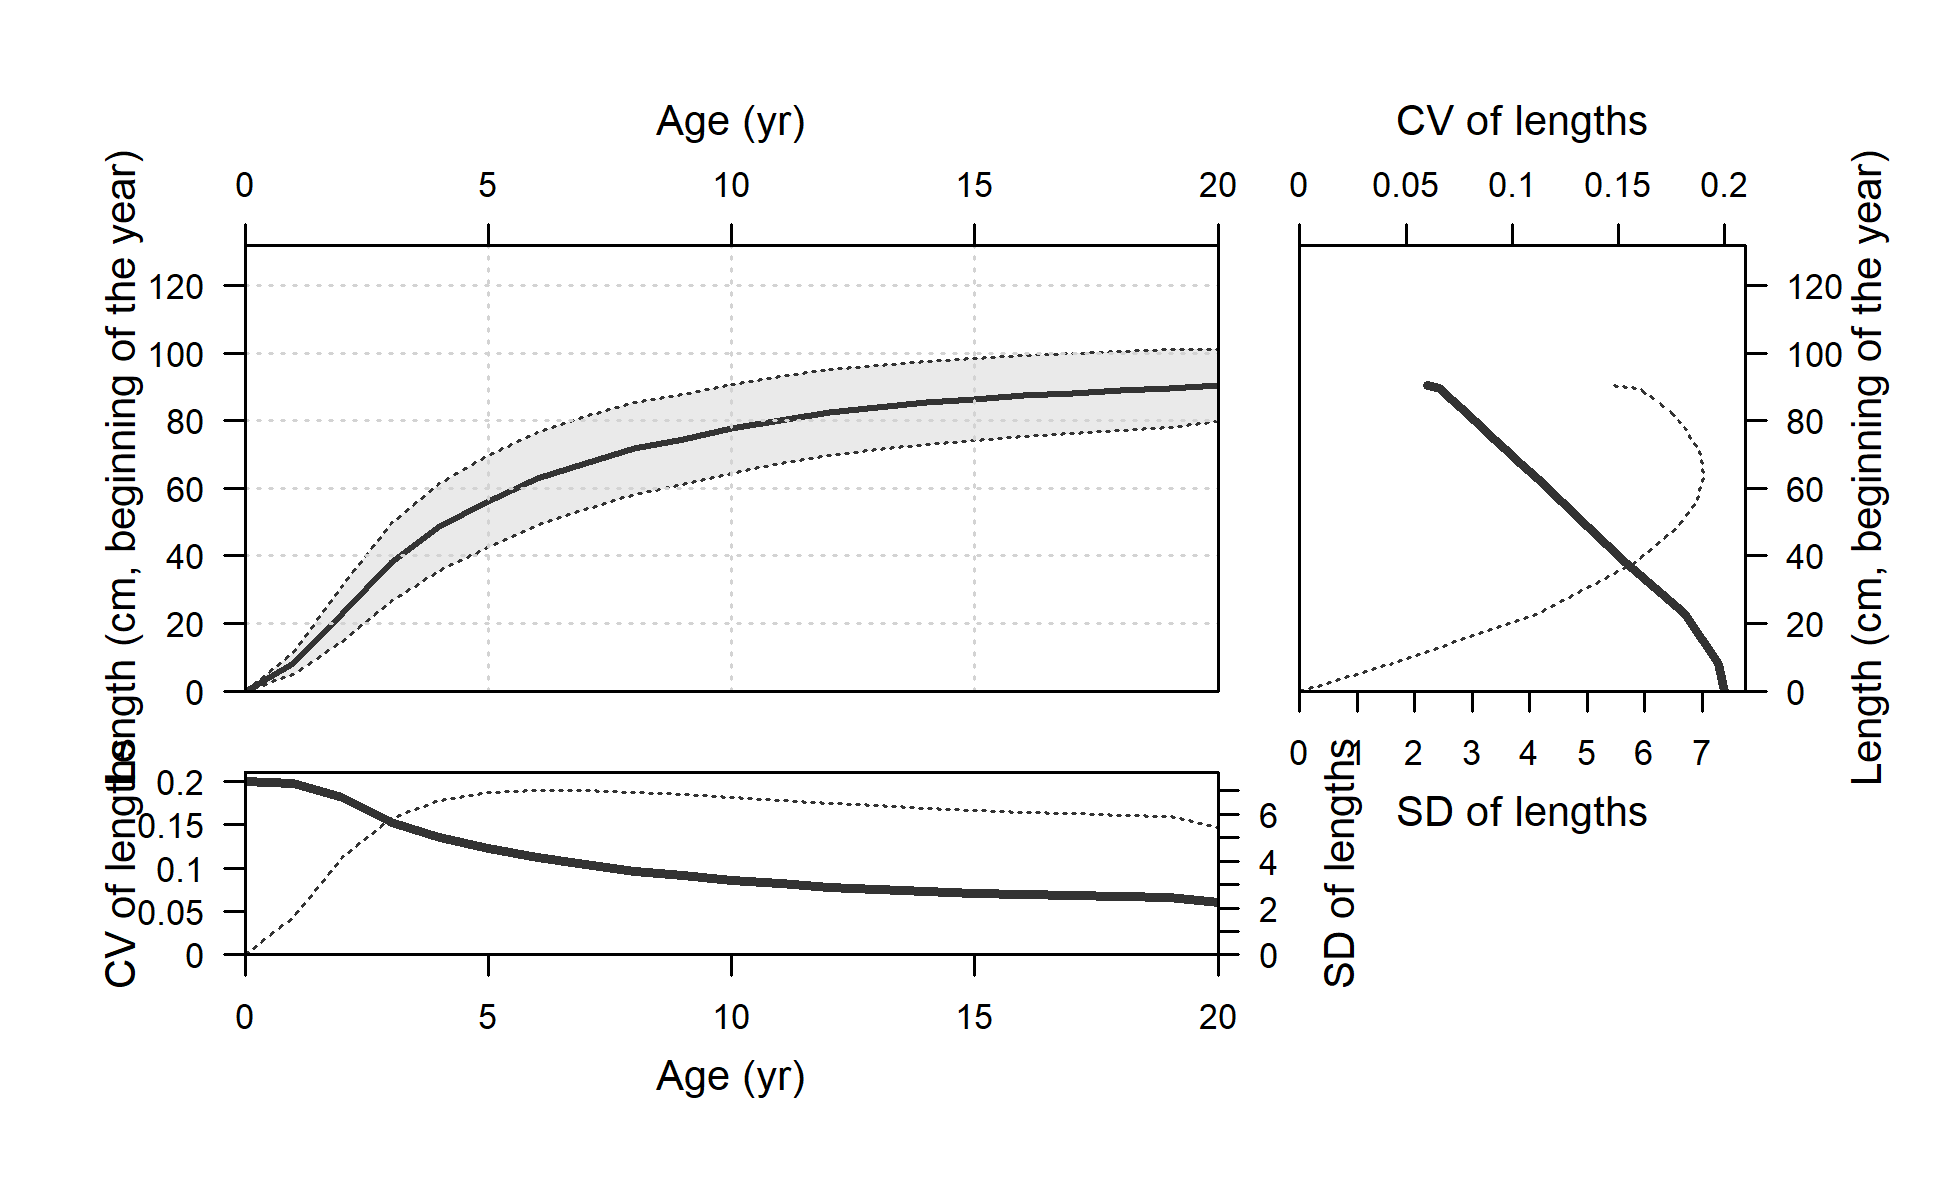 Age (yr)
CV of lengths
0 5 10 15 20
0 0.05 0.1 0.15 0.2
Length (cm, beginning of the year)
120
100
80
60
40
20
0
120
100
80
60
40
20
0
Length (cm, beginning of the year)
0 1 2 3 4 5 6 7
SD of lengths
CV of lengths
0.2
0.15
0.1
0.05
0
6
4
2
0
SD of lengths
0 5 10 15 20
Age (yr)